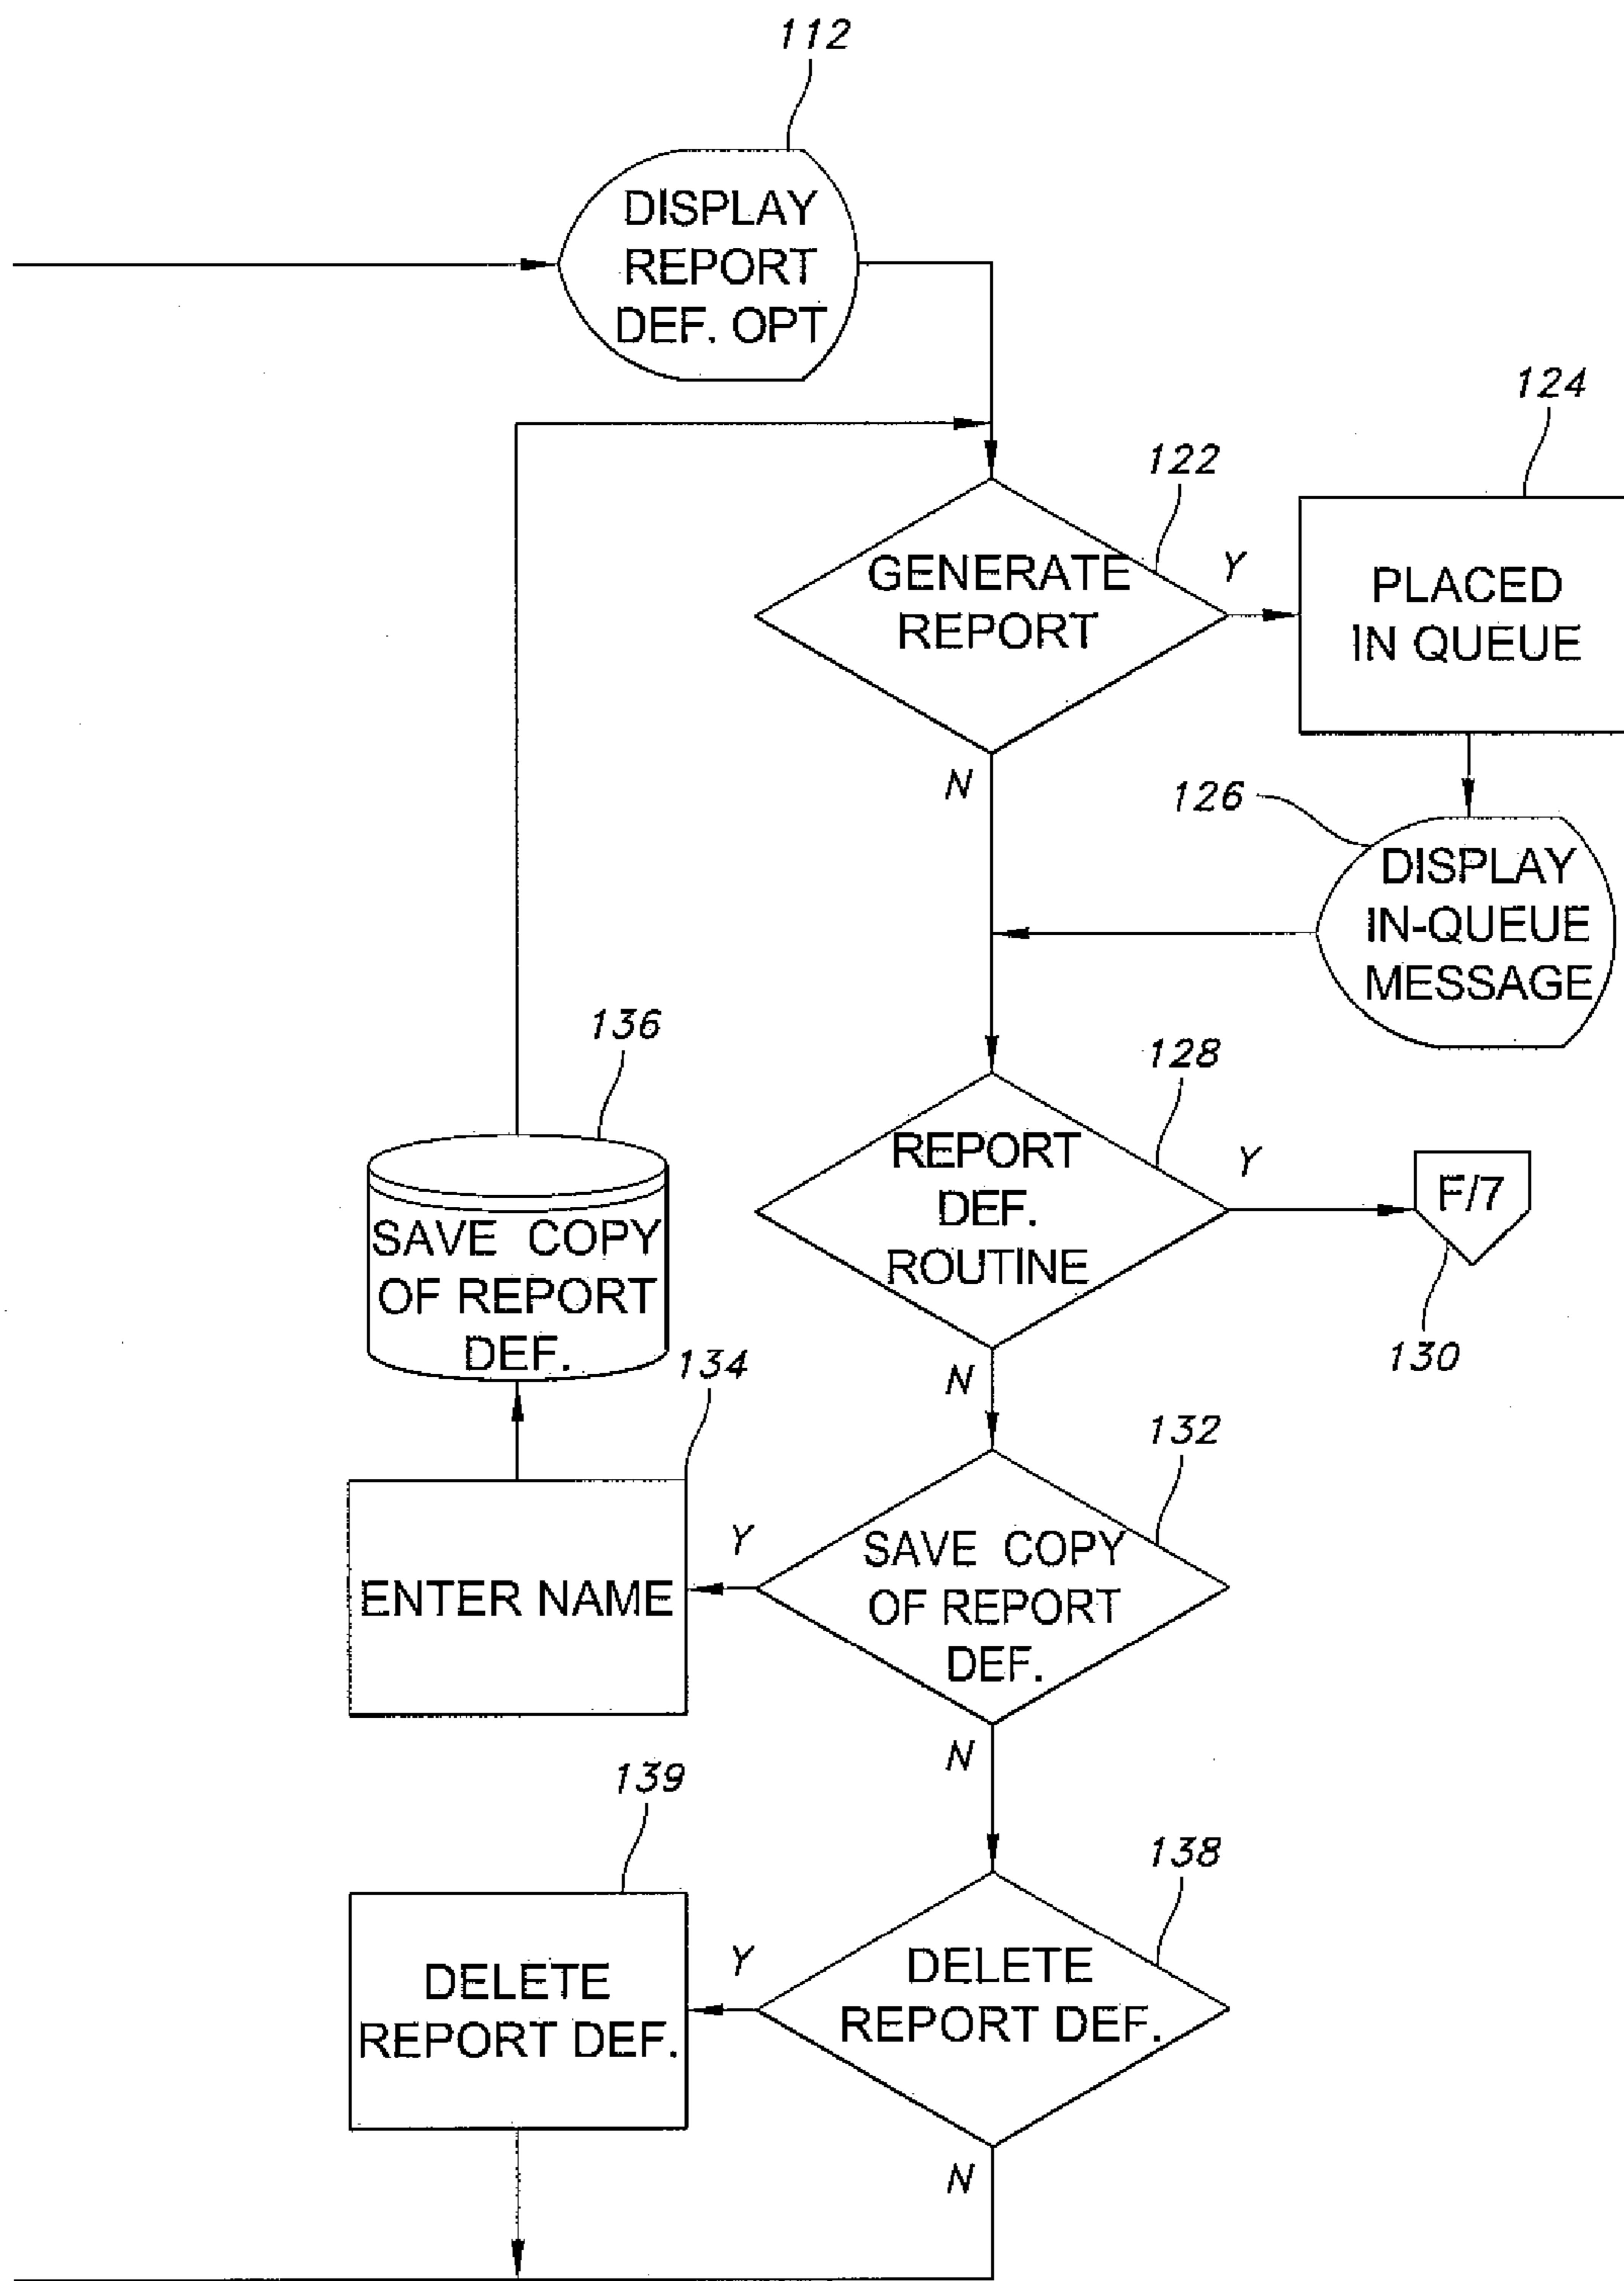 112
DISPLAY
REPORT
DEF. OPT
124
122
GENERATE
REPORT
Y
PLACED
IN QUEUE
N
126
DISPLAY
IN-QUEUE
MESSAGE
136
128
SAVE COPY
OF REPORT
DEF.
REPORT
DEF.
ROUTINE
Y
F/7
130
N
134
132
ENTER NAME
Y
SAVE COPY
OF REPORT
DEF.
N
139
138
DELETE
REPORT DEF.
Y
DELETE
REPORT DEF.
N